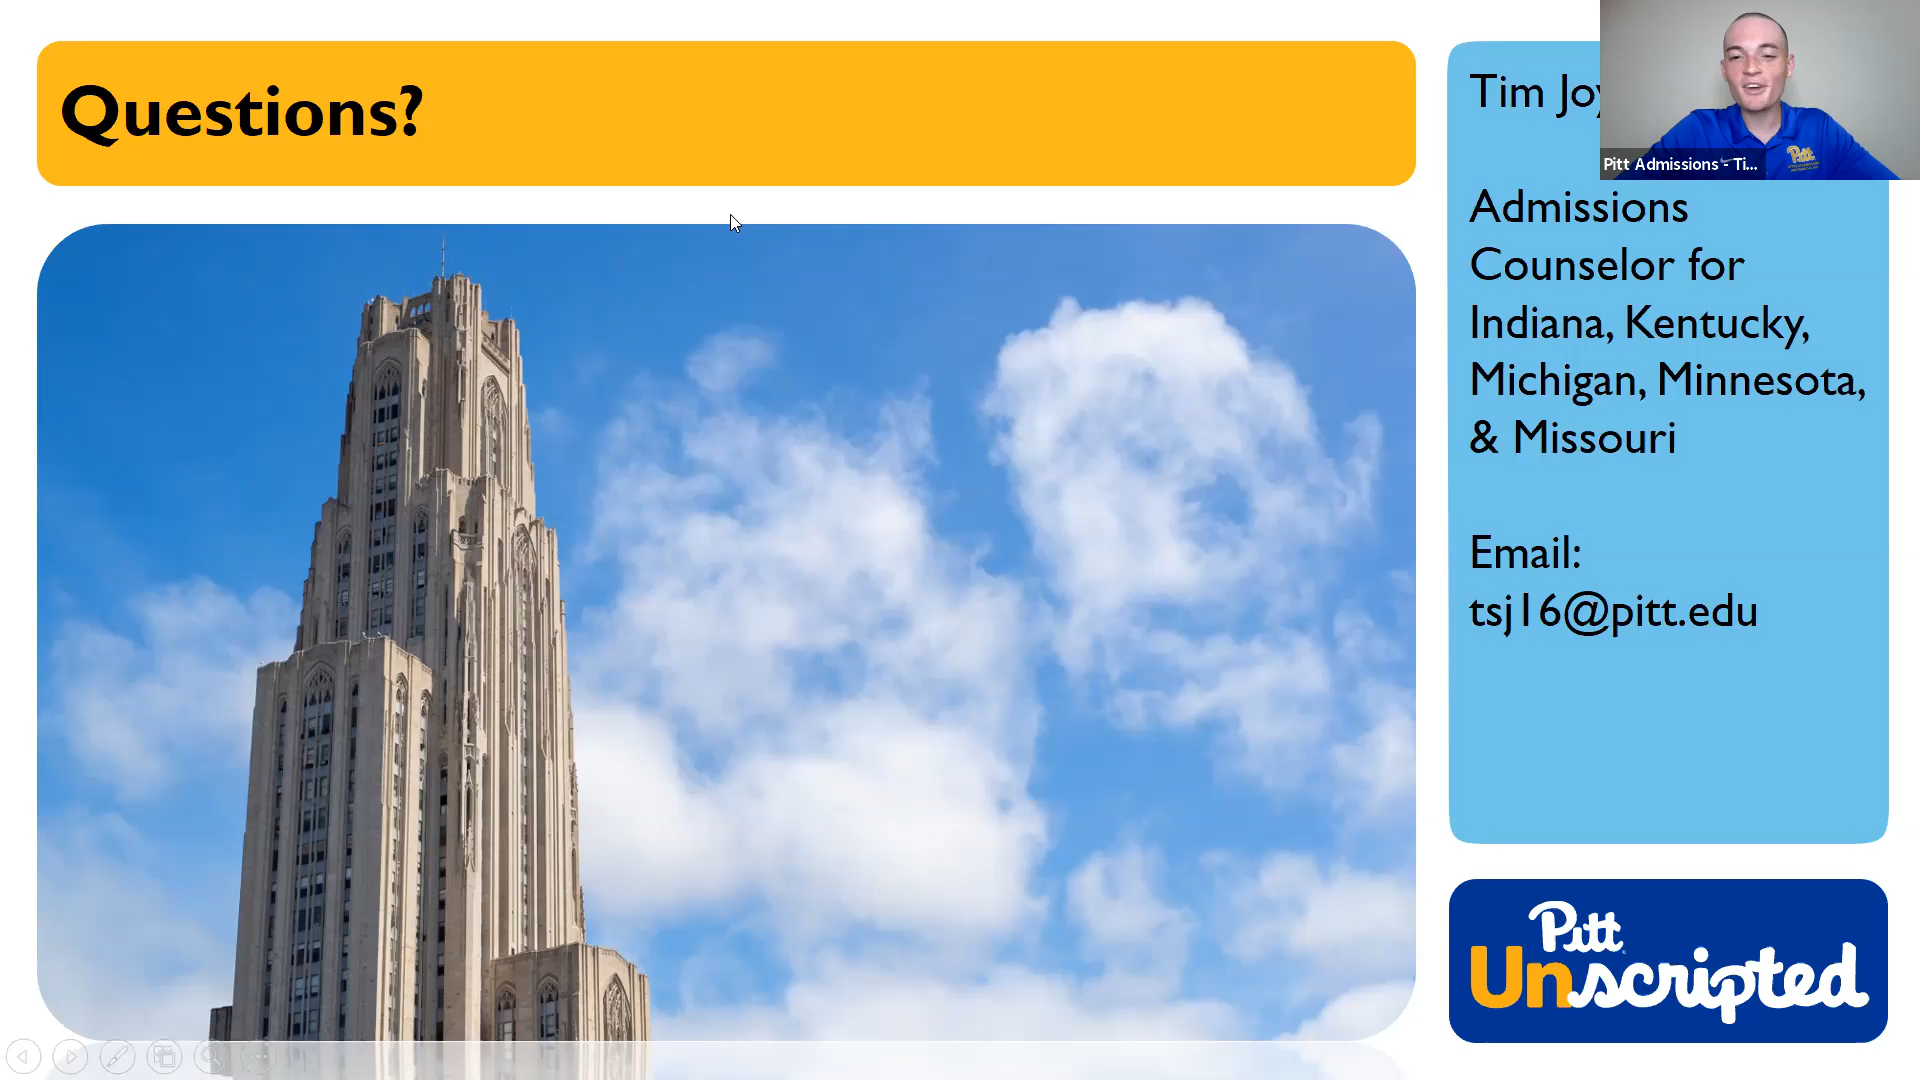 Questions?
Tim
Pitt Admissions - Ti...
Pitt
Admissions
Counselor for
Indiana, Kentucky,
Michigan, Minnesota,
& Missouri
Email:
tsj16@pitt.edu
Pitt
Unscripted